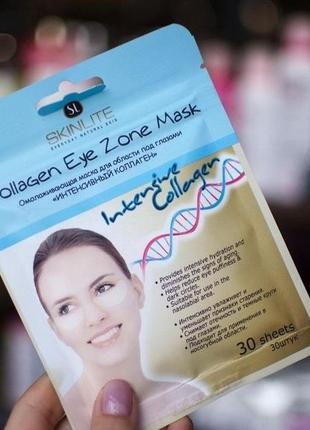 SL
SKINLITE
EVERYDAY NATURAL SKIN
Collagen Eye Zone Mask
Омолаживающая маска для области под глазами
«ИНТЕНСИВНЫЙ КОЛЛАГЕН»
Intensive Collagen
• Provides intensive hydration and
diminishes the signs of aging.
• Helps reduce eye puffiness &
dark circles.
• Suitable for use in the
nasolabial area.
• Интенсивно увлажняет и
уменьшает признаки старения.
• Снимает отечность и темные круги
под глазами.
• Подходит для применения в
носогубной области.
30 sheets
30штук